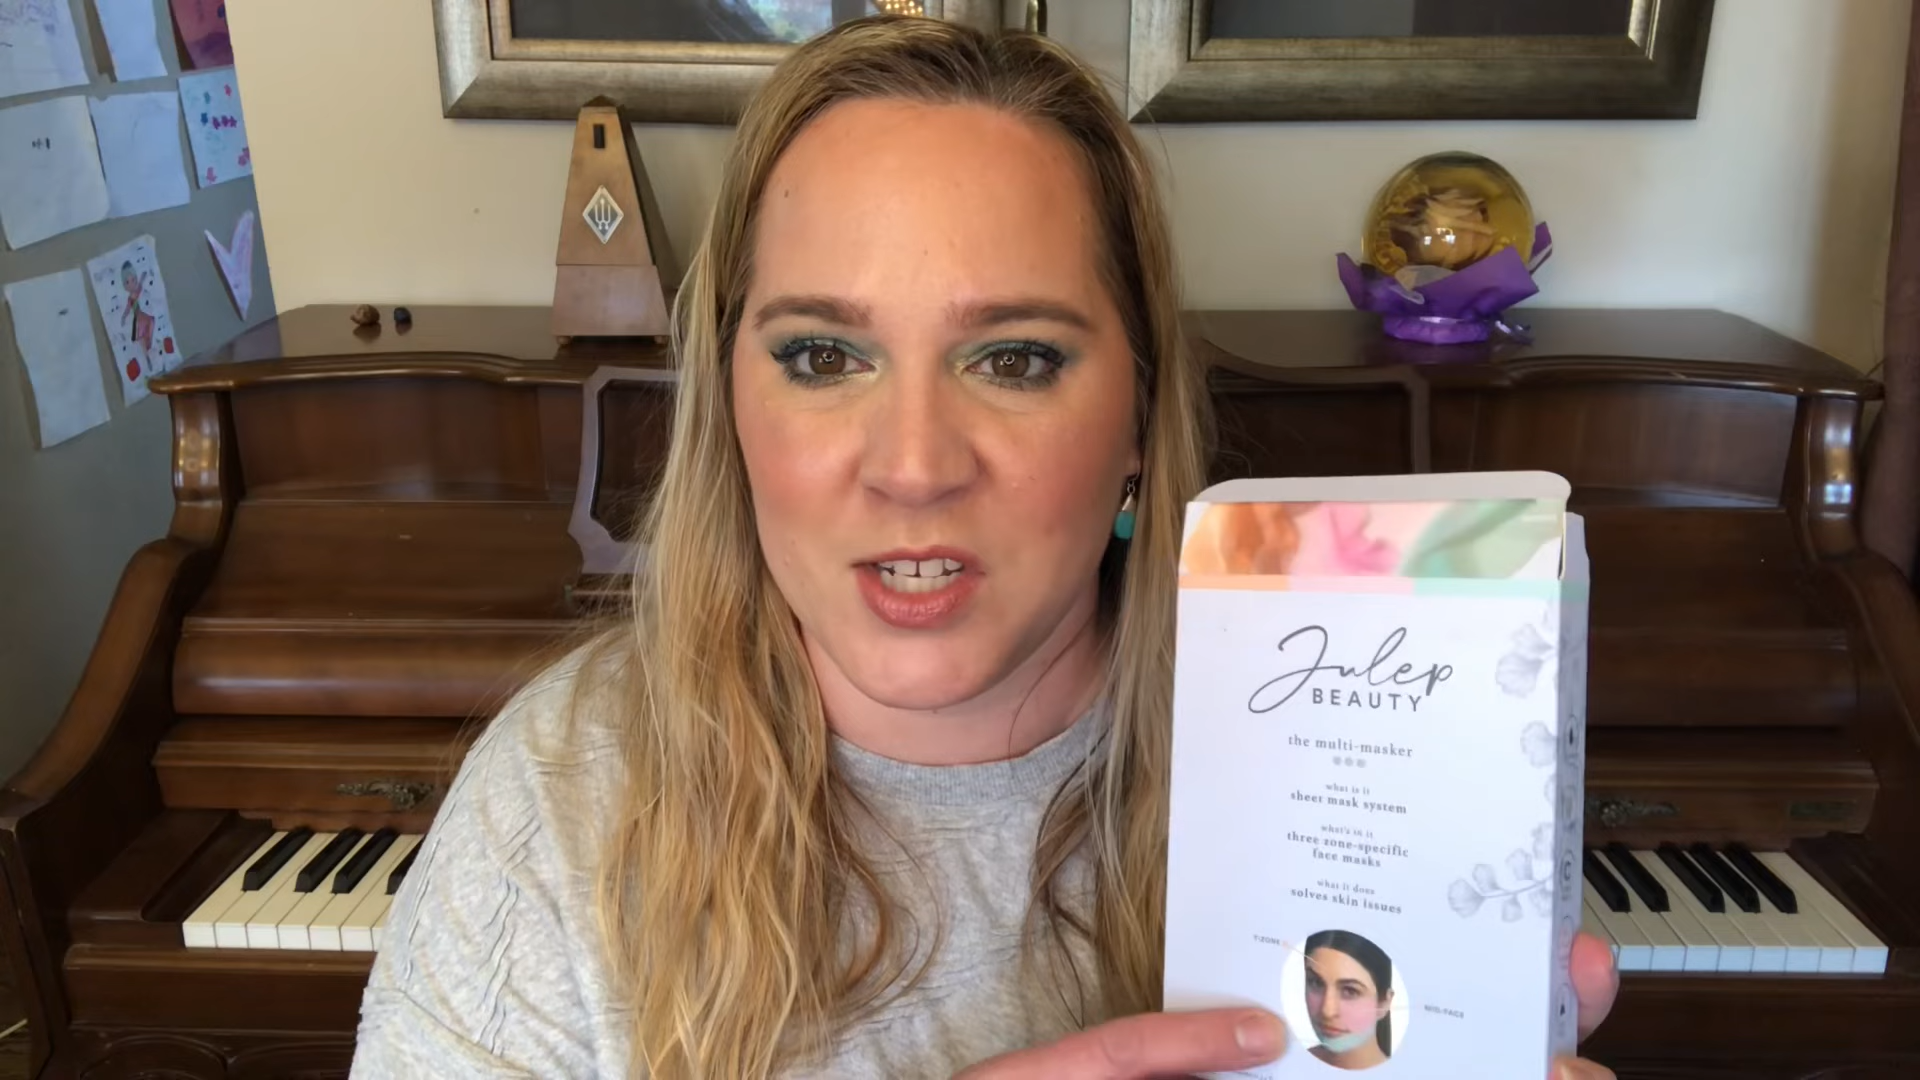 Julep
BEAUTY
the multi-masker
what is it
sheet mask system
what's in it
three zone-specific
face masks
what it does
solves skin issues
T-ZONE
MID-FACE